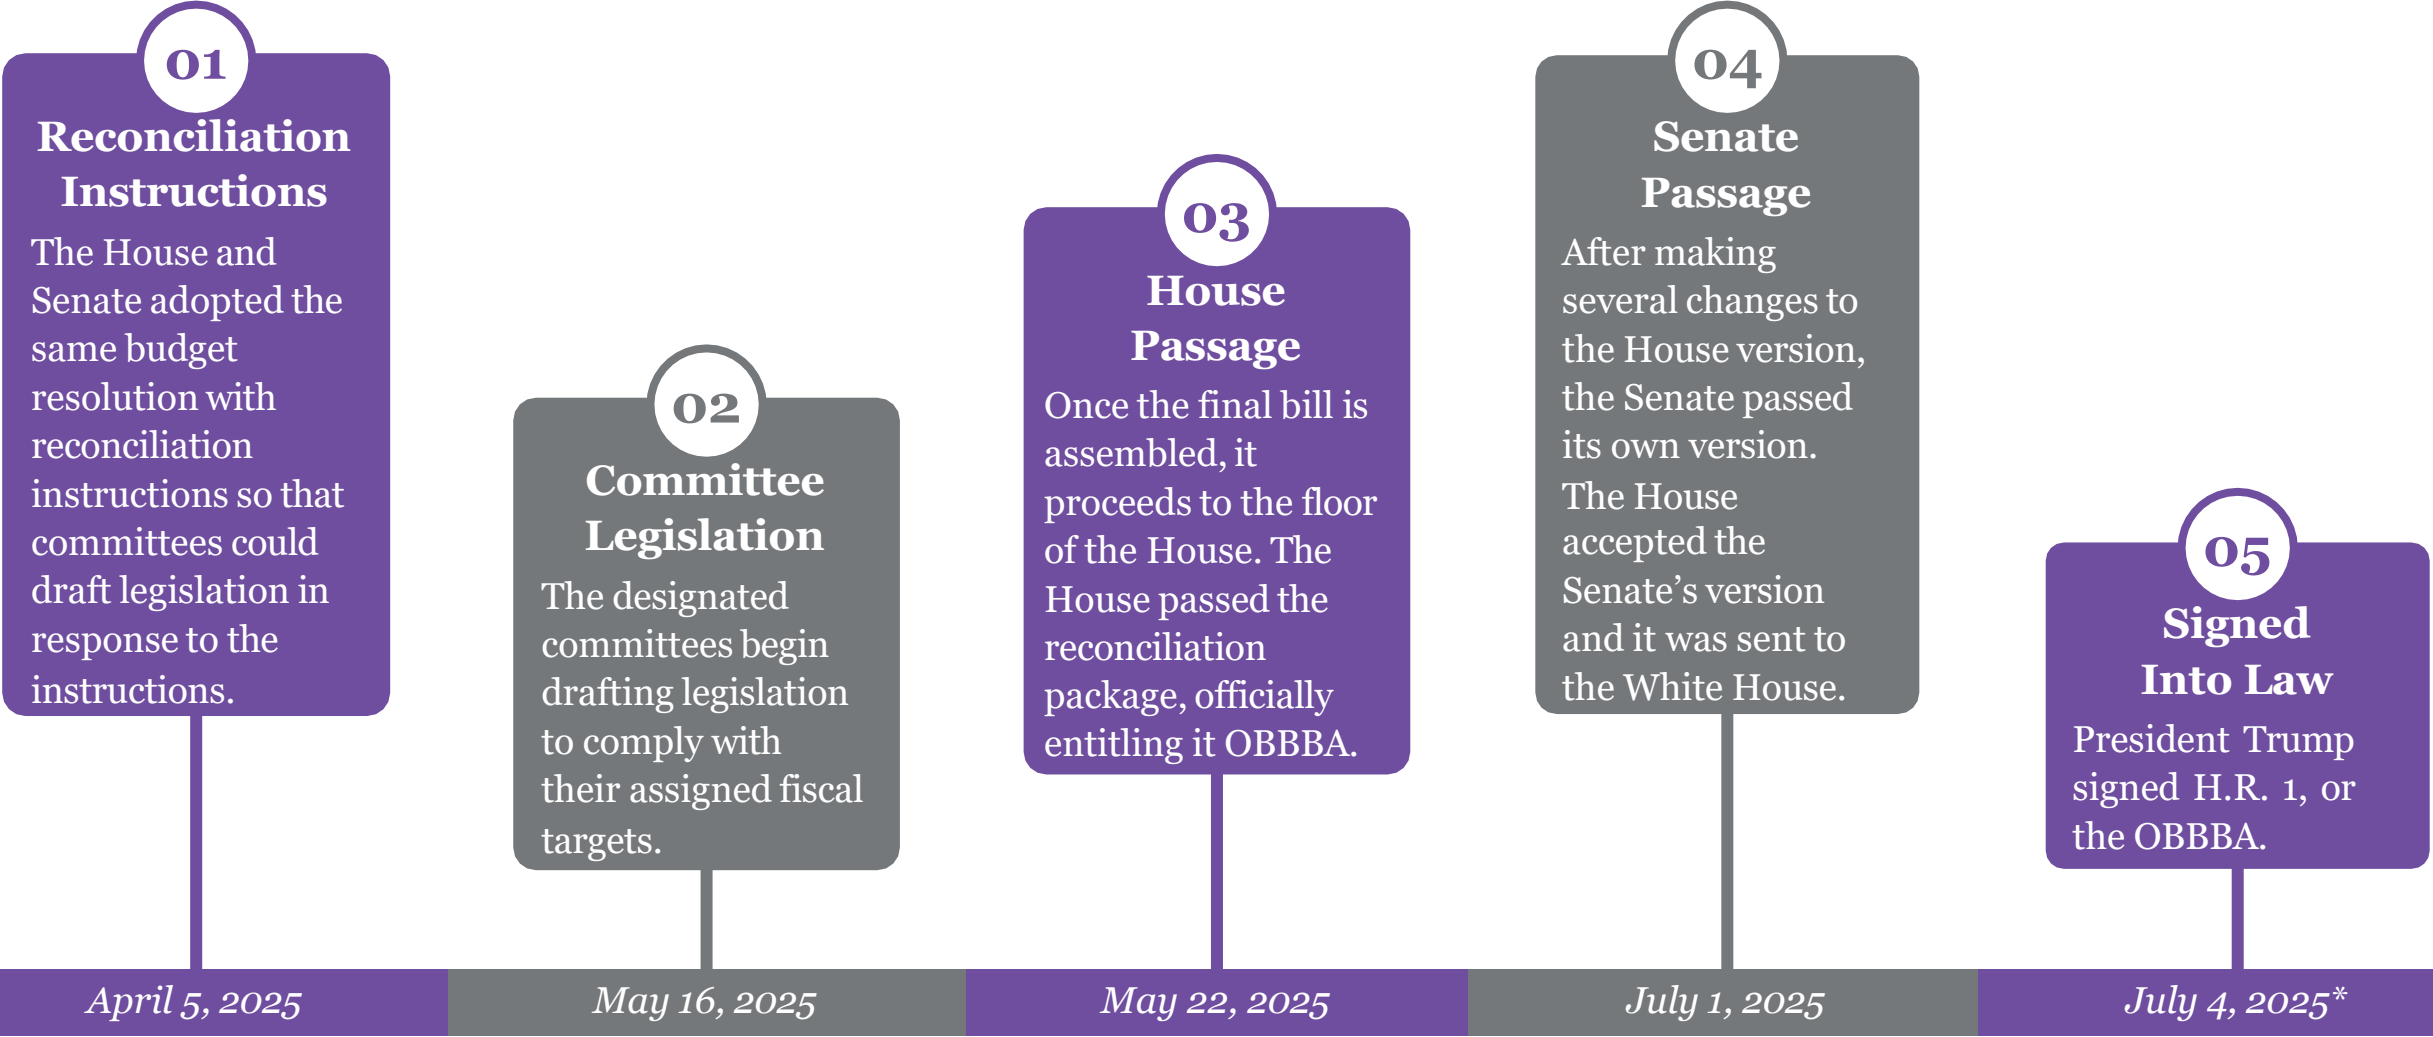 01
Reconciliation
Instructions
The House and
Senate adopted the
same budget
resolution with
reconciliation
instructions so that
committees could
draft legislation in
response to the
instructions.
02
Committee
Legislation
The designated
committees begin
drafting legislation
to comply with
their assigned fiscal
targets.
03
House
Passage
Once the final bill is
assembled, it
proceeds to the floor
of the House. The
House passed the
reconciliation
package, officially
entitling it OBBBA.
04
Senate
Passage
After making
several changes to
the House version,
the Senate passed
its own version.
The House
accepted the
Senate’s version
and it was sent to
the White House.
05
Signed
Into Law
President Trump
signed H.R. 1, or
the OBBBA.
April 5, 2025
May 16, 2025
May 22, 2025
July 1, 2025
July 4, 2025*